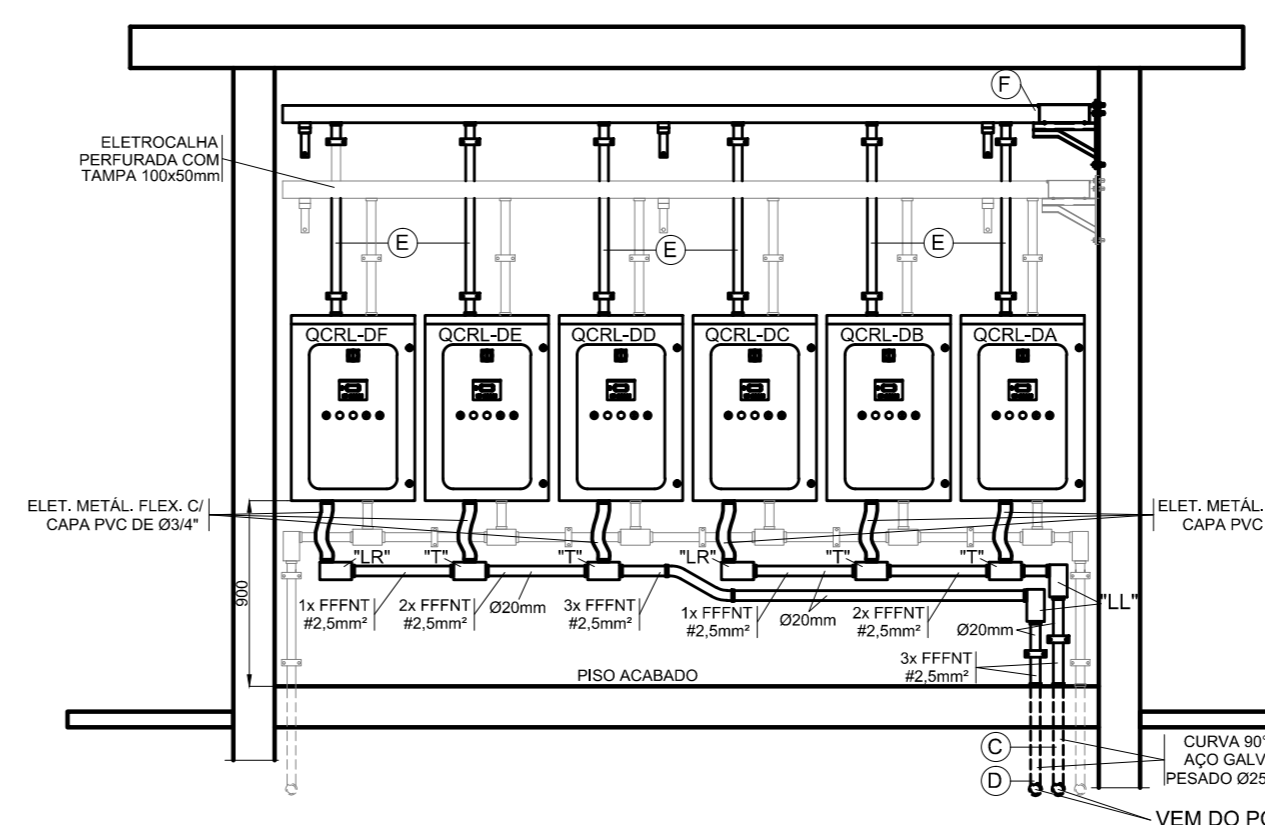 F
ELETROCALHA
PERFURADA COM
TAMPA 100x50mm
E
E
E
QCRL-DF
QCRL-DE
QCRL-DD
QCRL-DC
QCRL-DB
QCRL-DA
ELET. METÁL. FLEX. C/
CAPA PVC DE Ø3/4"
ELET. METÁL.
CAPA PVC
"LR"
"T"
"T"
"LR"
"T"
"T"
"LL"
900
1x FFFNT
#2,5mm²
2x FFFNT
#2,5mm²
Ø20mm
3x FFFNT
#2,5mm²
1x FFFNT
#2,5mm²
Ø20mm
2x FFFNT
#2,5mm²
Ø20mm
3x FFFNT
#2,5mm²
PISO ACABADO
C
D
CURVA 90°
AÇO GALV
PESADO Ø25
VEM DO PO